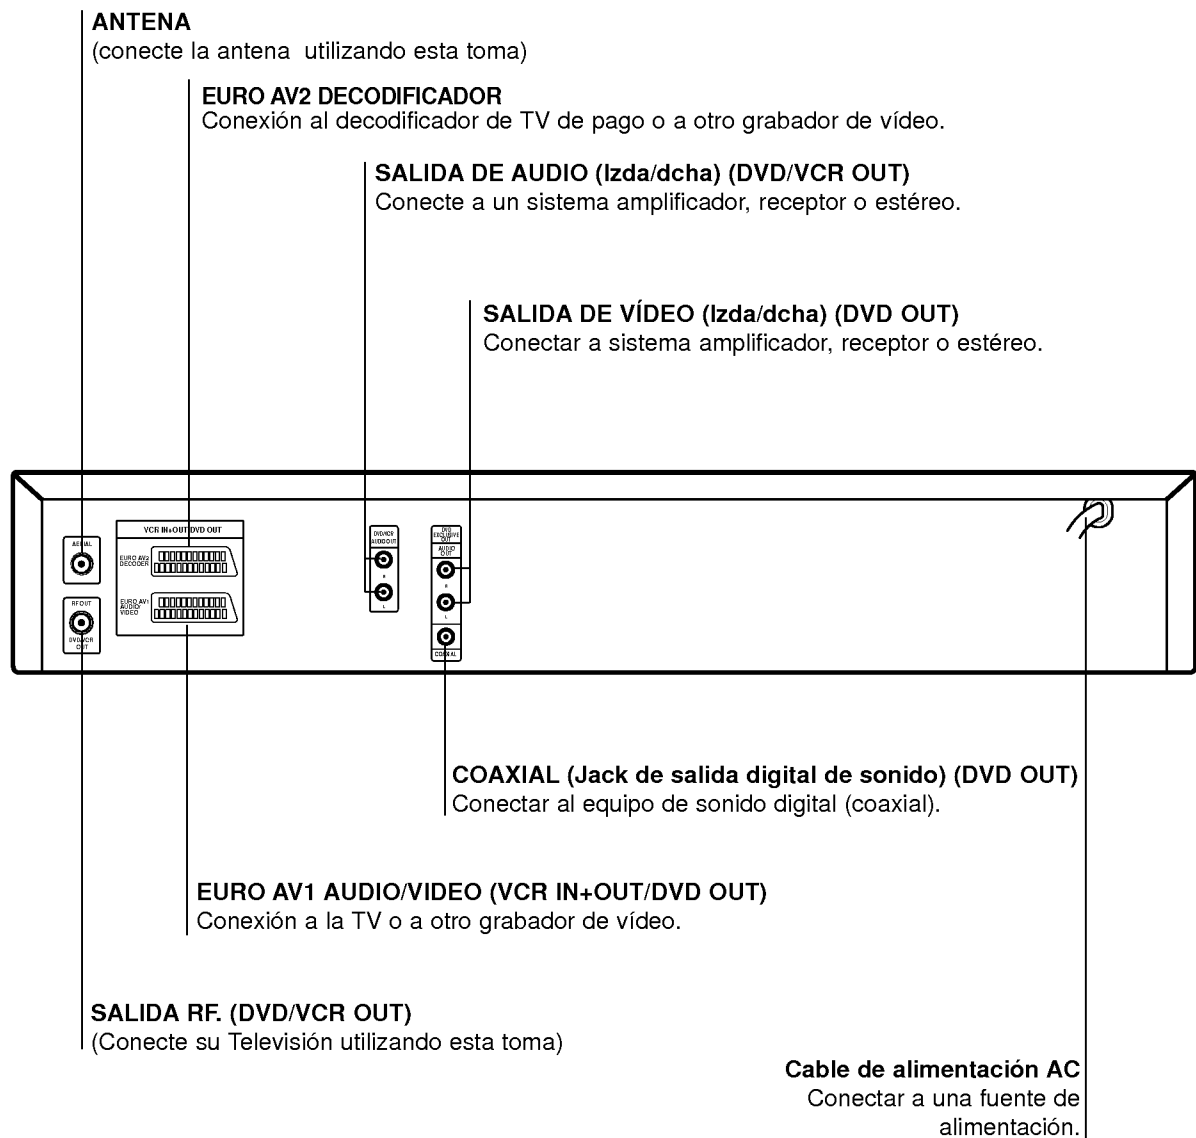 ANTENA
(conecte la antena utilizando esta toma)
EURO AV2 DECODIFICADOR
Conexión al decodificador de TV de pago o a otro grabador de vídeo.
SALIDA DE AUDIO (Izda/dcha) (DVD/VCR OUT)
Conecte a un sistema amplificador, receptor o estéreo.
SALIDA DE VÍDEO (Izda/dcha) (DVD OUT)
Conectar a sistema amplificador, receptor o estéreo.
AERIAL
RF OUT
DVD/VCR
OUT
VCR IN+OUT/DVD OUT
EURO AV2
DECODER
EURO AV1
AUDIO/
VIDEO
DVD/VCR
AUDIO OUT
R
L
DVD
EXCLUSIVE
OUT
AUDIO
OUT
R
L
COAXIAL
COAXIAL (Jack de salida digital de sonido) (DVD OUT)
Conectar al equipo de sonido digital (coaxial).
EURO AV1 AUDIO/VIDEO (VCR IN+OUT/DVD OUT)
Conexión a la TV o a otro grabador de vídeo.
SALIDA RF. (DVD/VCR OUT)
(Conecte su Televisión utilizando esta toma)
Cable de alimentación AC
Conectar a una fuente de
alimentación.